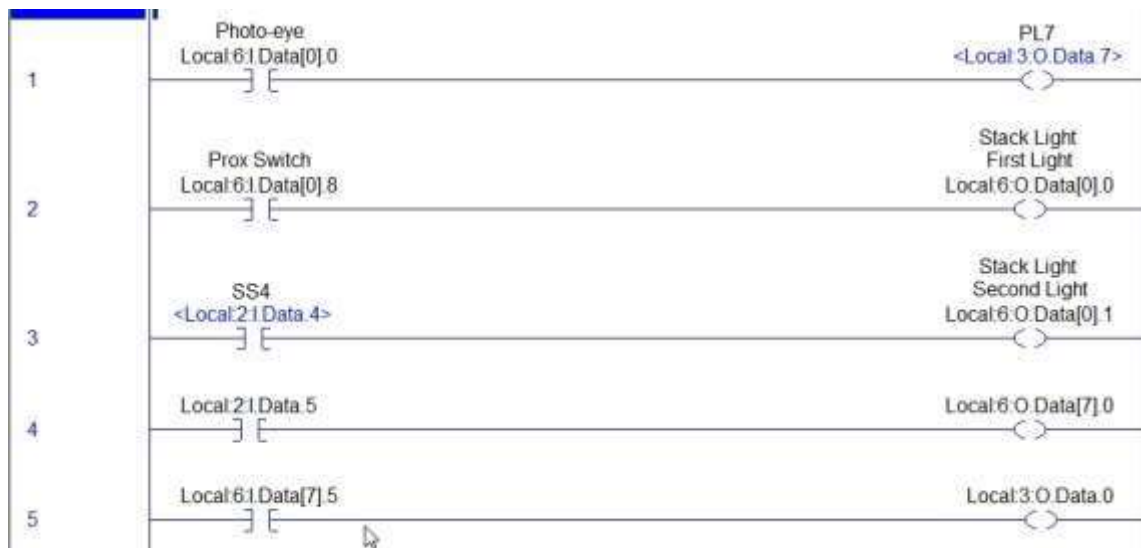 Photo-eye
Local:6:I.Data[0].0
PL7
<Local:3:O.Data.7>
1
Prox Switch
Local:6:I.Data[0].8
Stack Light
First Light
Local:6:O.Data[0].0
2
SS4
<Local:2:I.Data.4>
Stack Light
Second Light
Local:6:O.Data[0].1
3
Local:2:I.Data.5
Local:6:O.Data[7].0
4
Local:6:I.Data[7].5
Local:3:O.Data.0
5